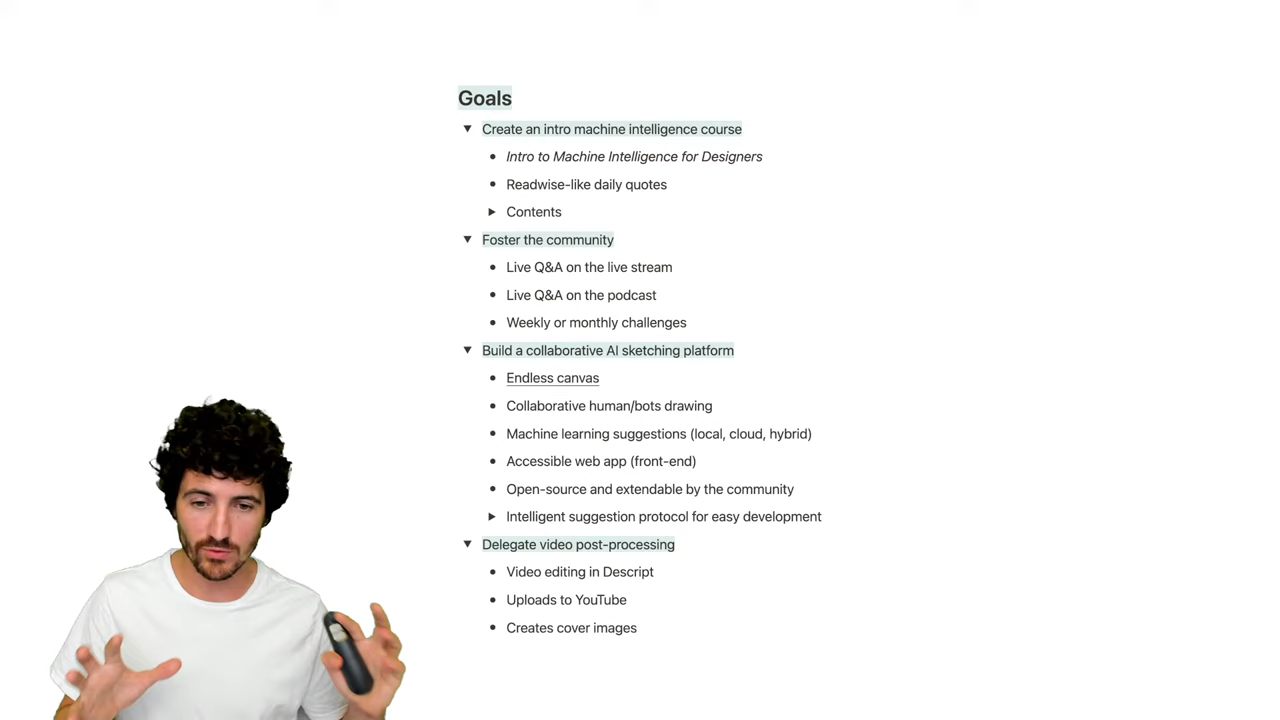 Goals
Create an intro machine intelligence course
Intro to Machine Intelligence for Designers
Readwise-like daily quotes
Contents
Foster the community
Live Q&A on the live stream
Live Q&A on the podcast
Weekly or monthly challenges
Build a collaborative AI sketching platform
Endless canvas
Collaborative human/bots drawing
Machine learning suggestions (local, cloud, hybrid)
Accessible web app (front-end)
Open-source and extendable by the community
Intelligent suggestion protocol for easy development
Delegate video post-processing
Video editing in Descript
Uploads to YouTube
Creates cover images